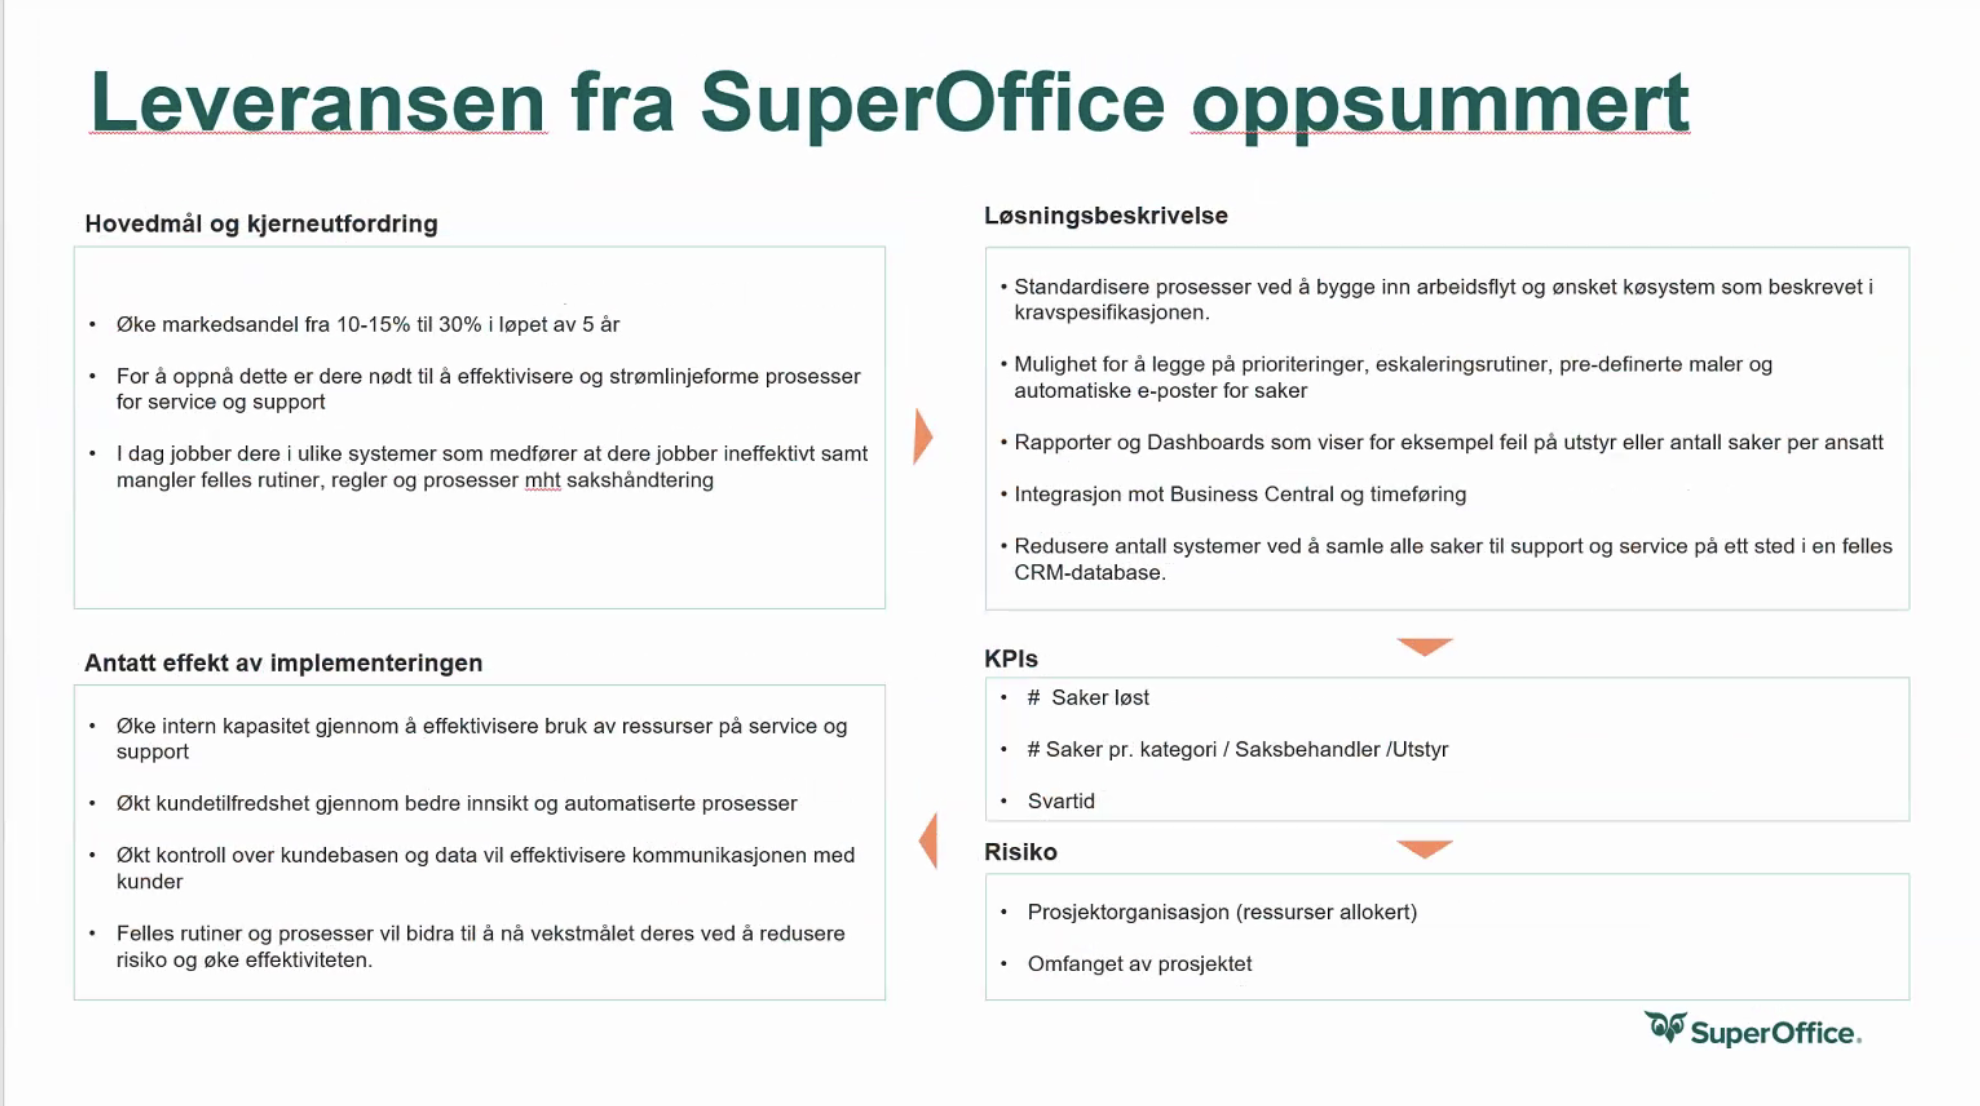 Leveransen fra SuperOffice oppsummert
Hovedmål og kjerneutfordring
• Øke markedsandel fra 10-15% til 30% i løpet av 5 år
• For å oppnå dette er dere nødt til å effektivisere og strømlinjeforme prosesser
for service og support
• I dag jobber dere i ulike systemer som medfører at dere jobber ineffektivt samt
mangler felles rutiner, regler og prosesser mht sakshåndtering
Løsningsbeskrivelse
• Standardisere prosesser ved å bygge inn arbeidsflyt og ønsket køsystem som beskrevet i
kravspesifikasjonen.
• Mulighet for å legge på prioriteringer, eskaleringsrutiner, pre-definerte maler og
automatiske e-poster for saker
• Rapporter og Dashboards som viser for eksempel feil på utstyr eller antall saker per ansatt
• Integrasjon mot Business Central og timeføring
• Redusere antall systemer ved å samle alle saker til support og service på ett sted i en felles
CRM-database.
KPIs
• # Saker løst
• # Saker pr. kategori / Saksbehandler /Utstyr
• Svartid
Risiko
• Prosjektorganisasjon (ressurser allokert)
• Omfanget av prosjektet
Antatt effekt av implementeringen
• Øke intern kapasitet gjennom å effektivisere bruk av ressurser på service og
support
• Økt kundetilfredshet gjennom bedre innsikt og automatiserte prosesser
• Økt kontroll over kundebasen og data vil effektivisere kommunikasjonen med
kunder
• Felles rutiner og prosesser vil bidra til å nå vekstmålet deres ved å redusere
risiko og øke effektiviteten.
SuperOffice.